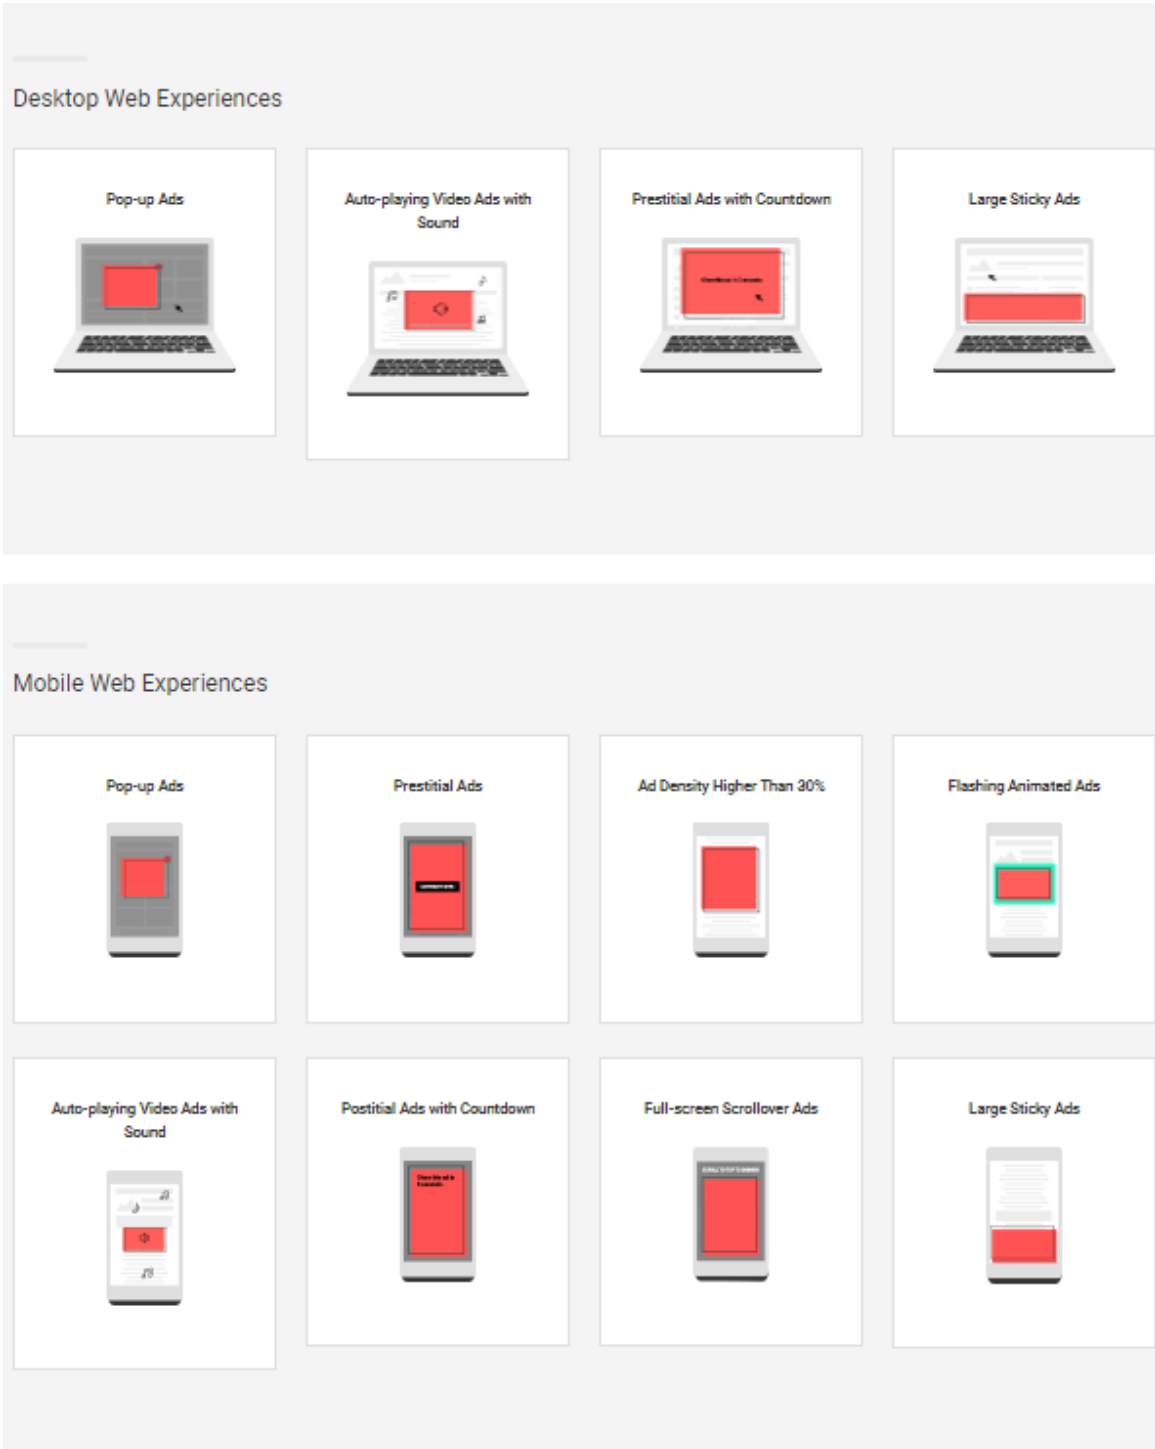 Desktop Web Experiences
Pop-up Ads
Auto-playing Video Ads with
Sound
Prestitial Ads with Countdown
Large Sticky Ads
Mobile Web Experiences
Pop-up Ads
Prestitial Ads
Ad Density Higher Than 30%
Flashing Animated Ads
Auto-playing Video Ads with
Sound
Postitial Ads with Countdown
Full-screen Scrollover Ads
Large Sticky Ads